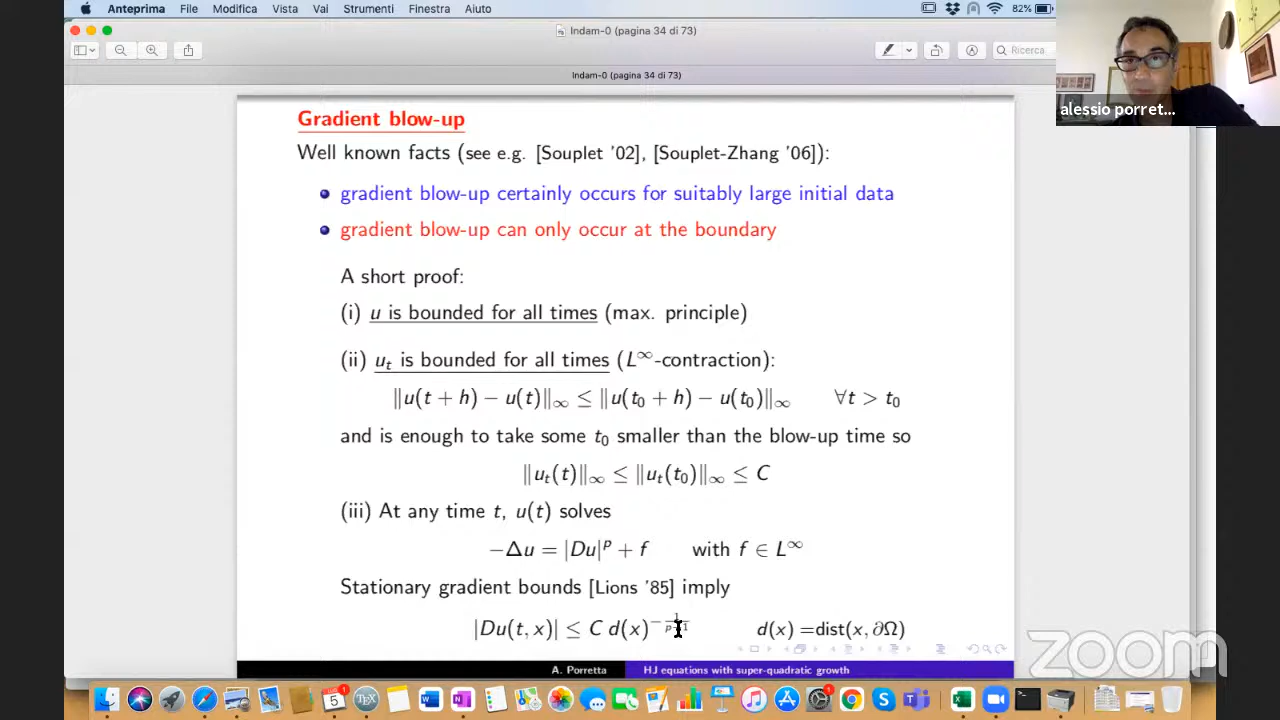 Anteprima File Modifica Vista Vai Strumenti Finestra Aiuto 82%
Indam-0 (pagina 34 di 73)
Ricerca
Indam-0 (pagina 34 di 73)
alessio porret...
Gradient blow-up
Well known facts (see e.g. [Souplet '02], [Souplet-Zhang '06]):
gradient blow-up certainly occurs for suitably large initial data
gradient blow-up can only occur at the boundary
A short proof:
(i) u is bounded for all times (max. principle)
(ii) u_t is bounded for all times (L^∞-contraction):
‖u(t + h) − u(t)‖_∞ ≤ ‖u(t_0 + h) − u(t_0)‖_∞ ∀t > t_0
and is enough to take some t_0 smaller than the blow-up time so
‖u_t(t)‖_∞ ≤ ‖u_t(t_0)‖_∞ ≤ C
(iii) At any time t, u(t) solves
−Δu = |Du|^p + f with f ∈ L^∞
Stationary gradient bounds [Lions '85] imply
|Du(t, x)| ≤ C d(x)^{−1/(p−1)} d(x) =dist(x, ∂Ω)
A. Porretta HJ equations with super-quadratic growth
zoom